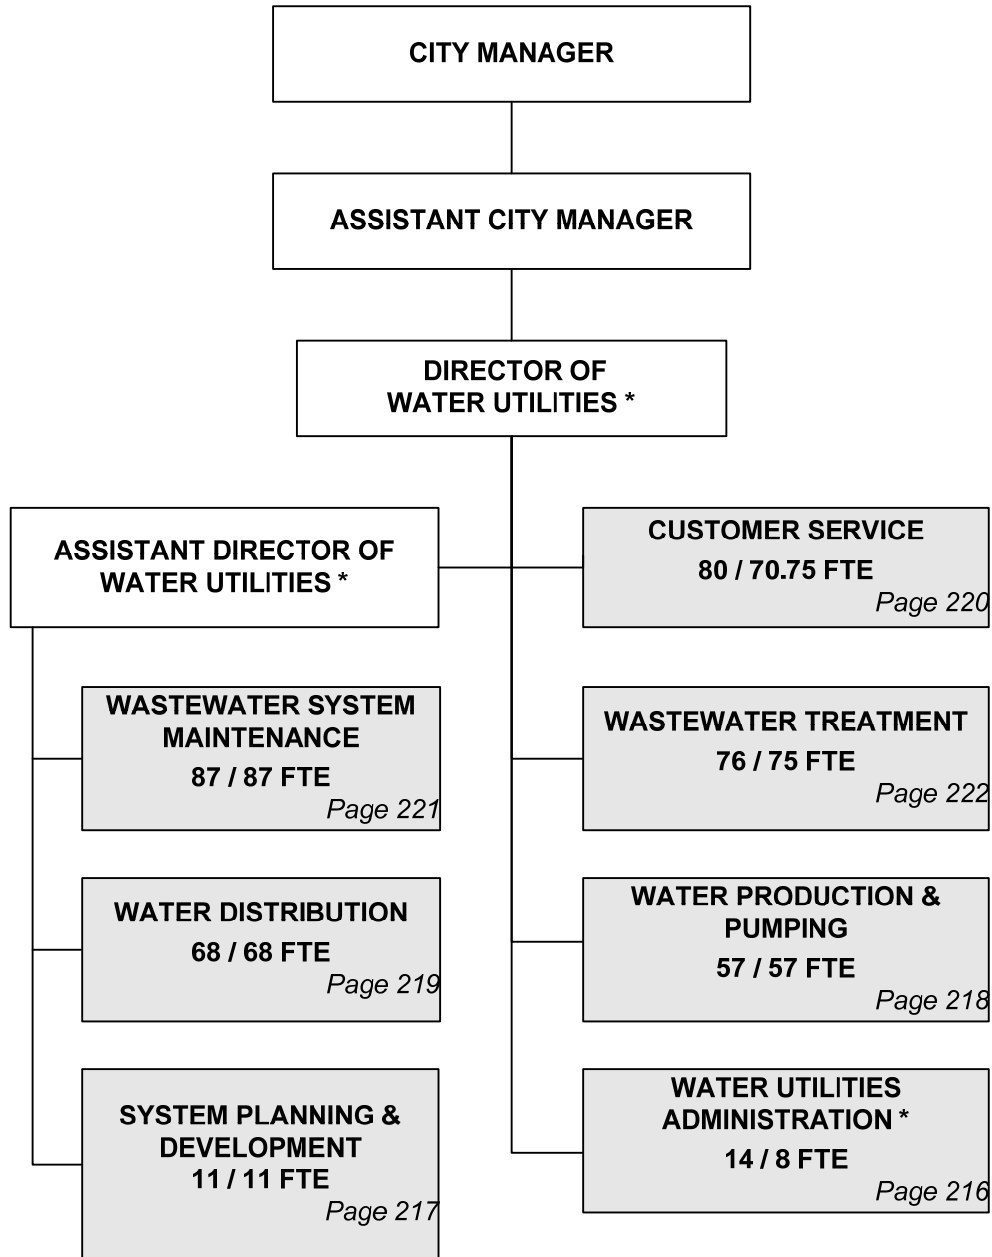 CITY MANAGER
ASSISTANT CITY MANAGER
DIRECTOR OF
WATER UTILITIES *
ASSISTANT DIRECTOR OF
WATER UTILITIES *
CUSTOMER SERVICE
80 / 70.75 FTE
Page 220
WASTEWATER SYSTEM
MAINTENANCE
87 / 87 FTE
Page 221
WASTEWATER TREATMENT
76 / 75 FTE
Page 222
WATER DISTRIBUTION
68 / 68 FTE
Page 219
WATER PRODUCTION &
PUMPING
57 / 57 FTE
Page 218
SYSTEM PLANNING &
DEVELOPMENT
11 / 11 FTE
Page 217
WATER UTILITIES
ADMINISTRATION *
14 / 8 FTE
Page 216